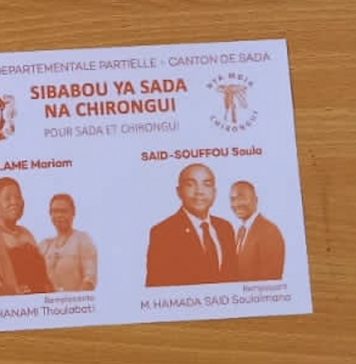 DEPARTEMENTALE PARTIELLE - CANTON DE SADA
SIBABOU YA SADA
NA CHIRONGUI
POUR SADA ET CHIRONGUI
CHIRONGUI
LAME Mariam
SAID-SOUFFOU Soula
Remplaçante
HANAMI Thoulabati
Remplaçant
M. HAMADA SAID Soulaimana